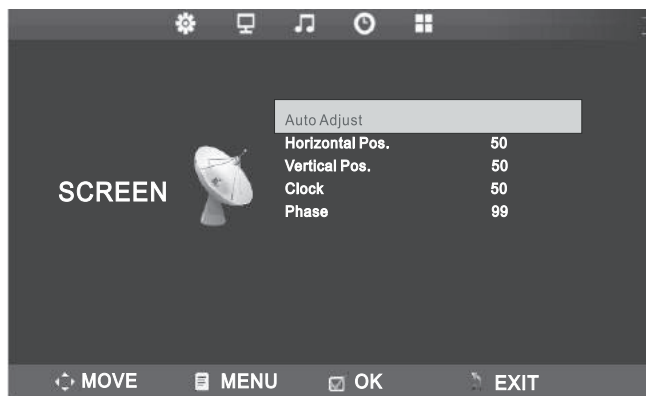 Auto Adjust
Horizontal Pos. 50
Vertical Pos. 50
SCREEN
Clock 50
Phase 99
MOVE MENU OK EXIT